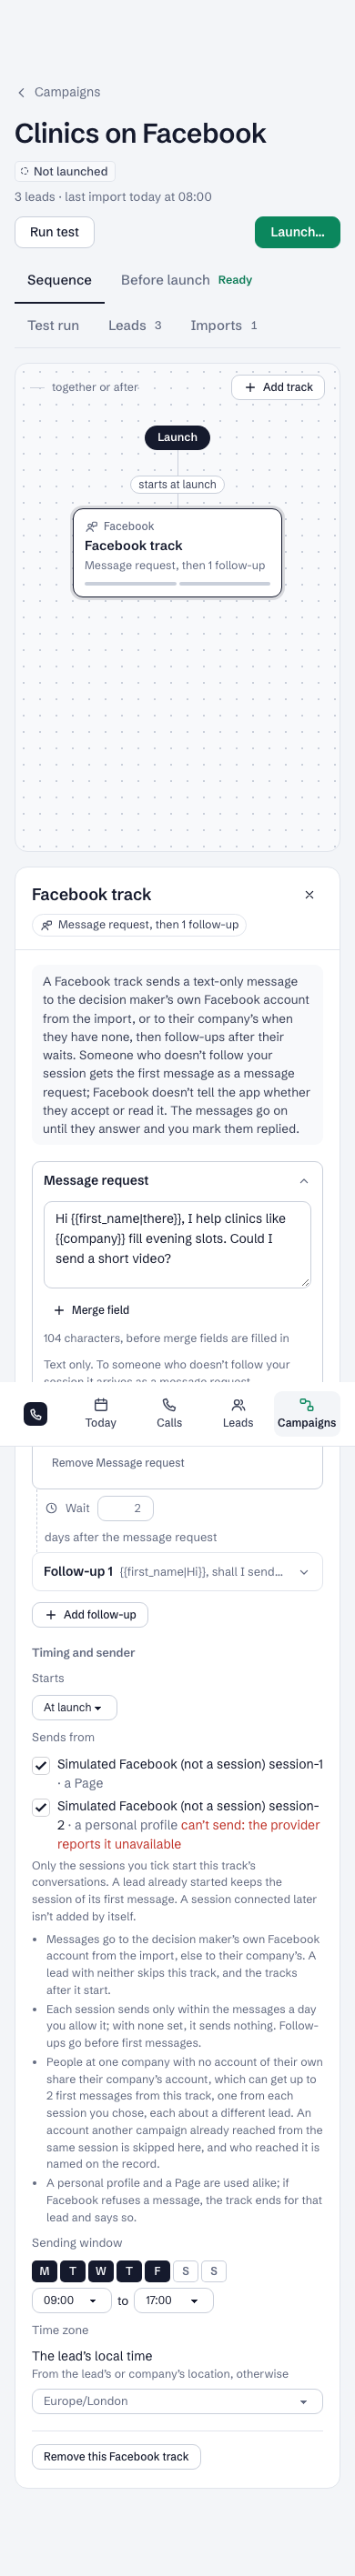 Campaigns
Clinics on Facebook
Not launched
3 leads · last import today at 08:00
Run test
Launch...
Sequence
Before launch Ready
Test run
Leads 3
Imports 1
together or after
Add track
Launch
starts at launch
Facebook
Facebook track
Message request, then 1 follow-up
Facebook track
Message request, then 1 follow-up
A Facebook track sends a text-only message
to the decision maker's own Facebook account
from the import, or to their company's when
they have none, then follow-ups after their
waits. Someone who doesn't follow your
session gets the first message as a message
request; Facebook doesn't tell the app whether
they accept or read it. The messages go on
until they answer and you mark them replied.
Message request
Hi {{first_name|there}}, I help clinics like
{{company}} fill evening slots. Could I
send a short video?
Merge field
104 characters, before merge fields are filled in
Text only. To someone who doesn't follow your
session it arrives as a message request
Today
Calls
Leads
Campaigns
Remove Message request
Wait 2
days after the message request
Follow-up 1 {{first_name|Hi}}, shall I send...
Add follow-up
Timing and sender
Starts
At launch
Sends from
Simulated Facebook (not a session) session-1
· a Page
Simulated Facebook (not a session) session-
2 · a personal profile can't send: the provider
reports it unavailable
Only the sessions you tick start this track's
conversations. A lead already started keeps the
session of its first message. A session connected later
isn't added by itself.
• Messages go to the decision maker's own Facebook
account from the import, else to their company's. A
lead with neither skips this track, and the tracks
after it start.
• Each session sends only within the messages a day
you allow it; with none set, it sends nothing. Follow-
ups go before first messages.
• People at one company with no account of their own
share their company's account, which can get up to
2 first messages from this track, one from each
session you chose, each about a different lead. An
account another campaign already reached from the
same session is skipped here, and who reached it is
named on the record.
• A personal profile and a Page are used alike; if
Facebook refuses a message, the track ends for that
lead and says so.
Sending window
M T W T F S S
09:00 to 17:00
Time zone
The lead's local time
From the lead's or company's location, otherwise
Europe/London
Remove this Facebook track